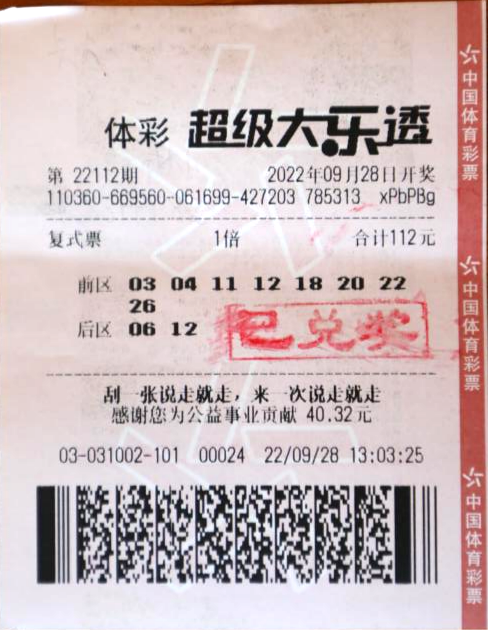 体彩 超级大乐透
第 22112期 2022年09月28日开奖
110360-669560-061699-427203 785313 xPbPBg
复式票 1倍 合计112元
前区 03 04 11 12 18 20 22
26
后区 06 12
已兑奖
刮一张说走就走，来一次说走就走
感谢您为公益事业贡献 40.32元
03-031002-101 00024 22/09/28 13:03:25
中国体育彩票
中国体育彩票
中国体育彩票